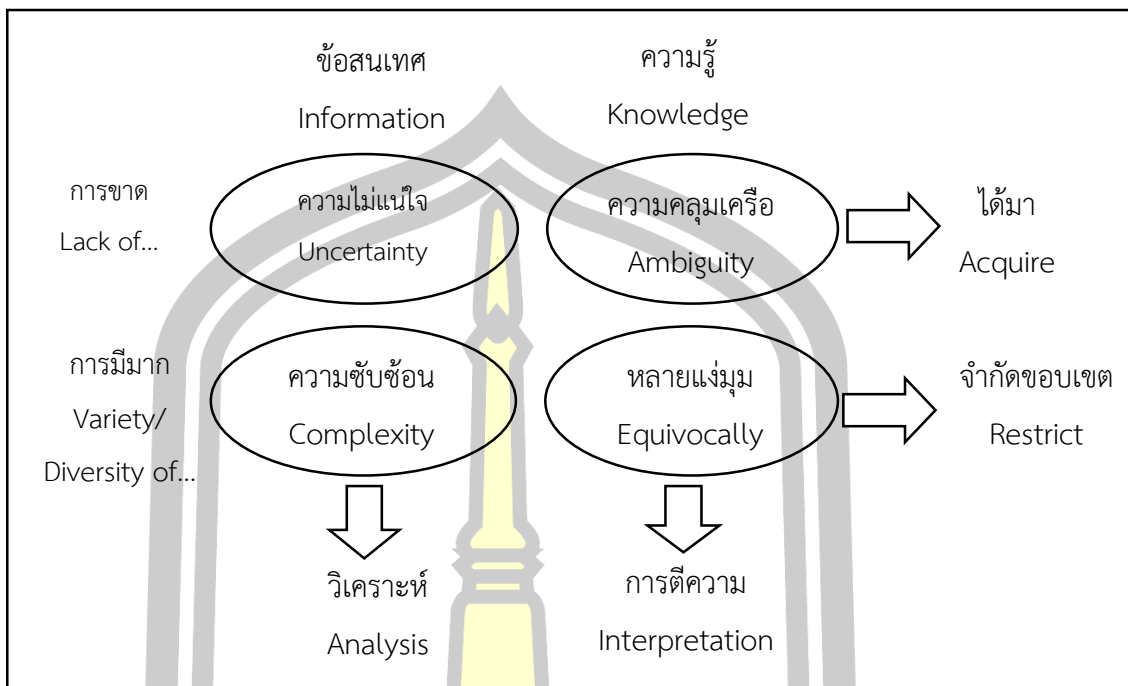 ข้อสนเทศ
Information
ความรู้
Knowledge
การขาด
Lack of...
ความไม่แน่ใจ
Uncertainty
ความคลุมเครือ
Ambiguity
ได้มา
Acquire
การมีมาก
Variety/
Diversity of...
ความซับซ้อน
Complexity
หลายแง่มุม
Equivocally
จำกัดขอบเขต
Restrict
วิเคราะห์
Analysis
การตีความ
Interpretation